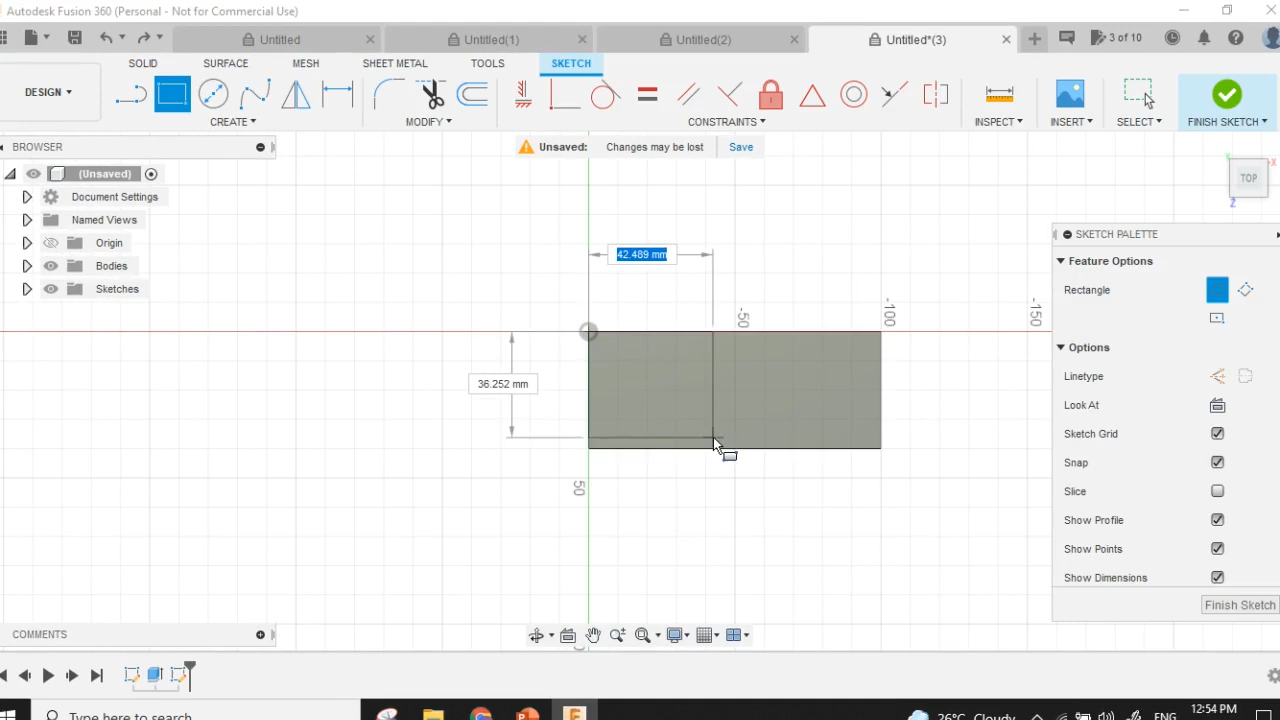 Autodesk Fusion 360 (Personal - Not for Commercial Use)
Untitled
Untitled(1)
Untitled(2)
Untitled*(3)
3 of 10
SOLID
SURFACE
MESH
SHEET METAL
TOOLS
SKETCH
DESIGN
CREATE
MODIFY
CONSTRAINTS
INSPECT
INSERT
SELECT
FINISH SKETCH
BROWSER
Unsaved: Changes may be lost
Save
(Unsaved)
Document Settings
Named Views
Origin
Bodies
Sketches
TOP
X
Z
SKETCH PALETTE
Feature Options
Rectangle
Options
Linetype
Look At
Sketch Grid
Snap
Slice
Show Profile
Show Points
Show Dimensions
Finish Sketch
42.489 mm
-50
-100
-150
36.252 mm
50
COMMENTS
Type here to search
26°C Cloudy
ENG
12:54 PM